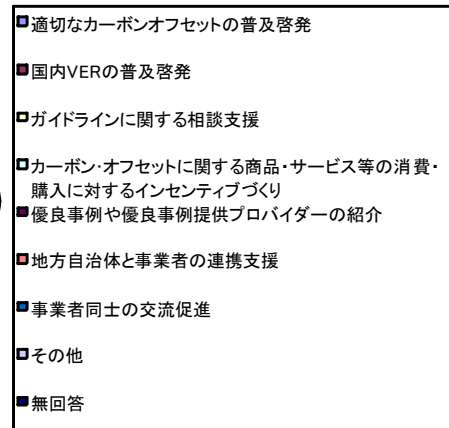 適切なカーボンオフセットの普及啓発
国内VERの普及啓発
ガイドラインに関する相談支援
カーボン・オフセットに関する商品・サービス等の消費・
購入に対するインセンティブづくり
優良事例や優良事例提供プロバイダーの紹介
地方自治体と事業者の連携支援
事業者同士の交流促進
その他
無回答